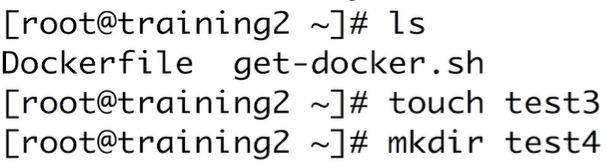 [root@training2 ~]# ls
Dockerfile  get-docker.sh
[root@training2 ~]# touch test3
[root@training2 ~]# mkdir test4